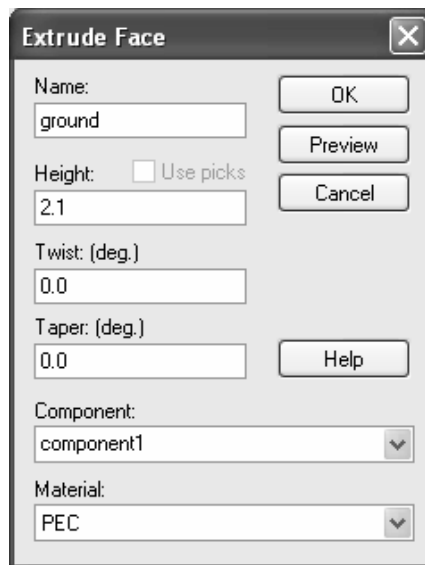 Extrude Face
Name:
OK
ground
Preview
Height:
Use picks
Cancel
2.1
Twist: (deg.)
0.0
Taper: (deg.)
0.0
Help
Component:
component1
Material:
PEC